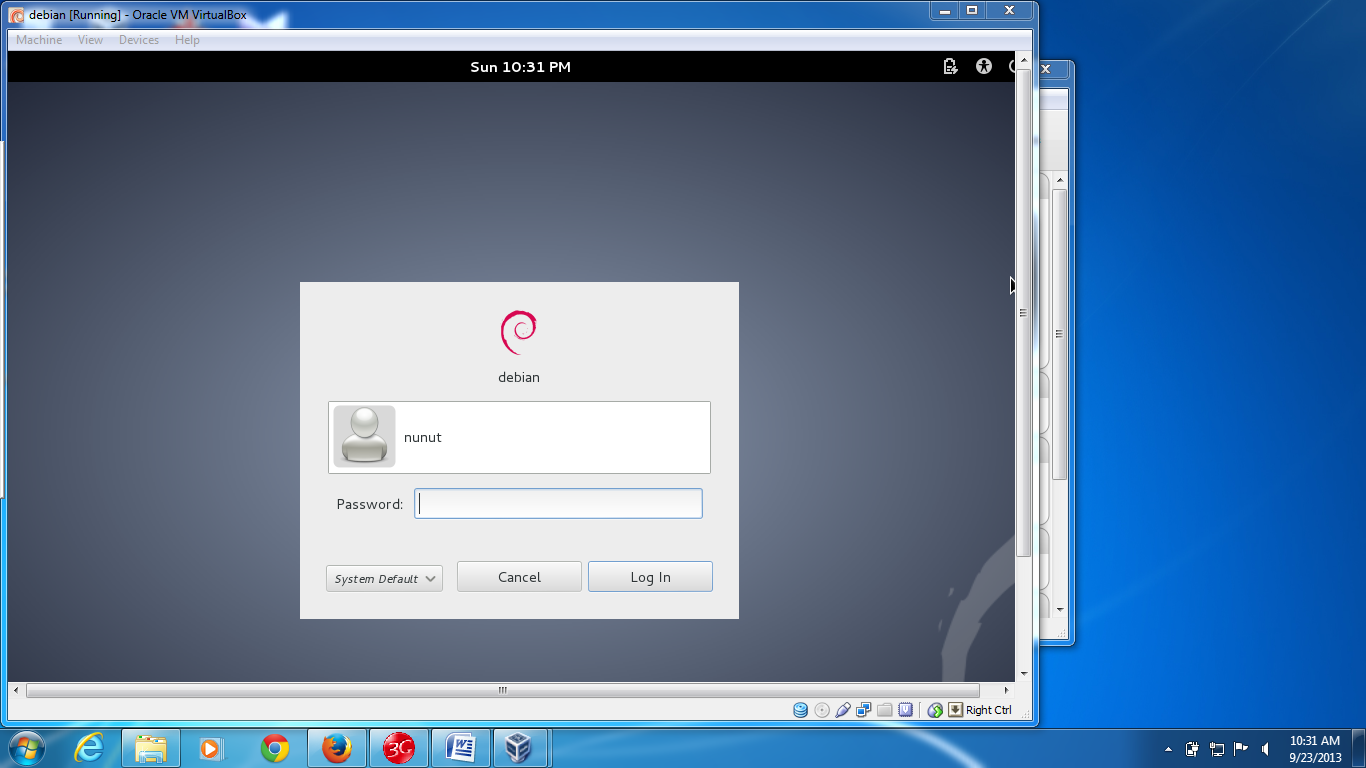 debian [Running] - Oracle VM VirtualBox
Machine View Devices Help
Sun 10:31 PM
debian
nunut
Password:
System Default Cancel Log In
Right Ctrl
3G
10:31 AM
9/23/2013